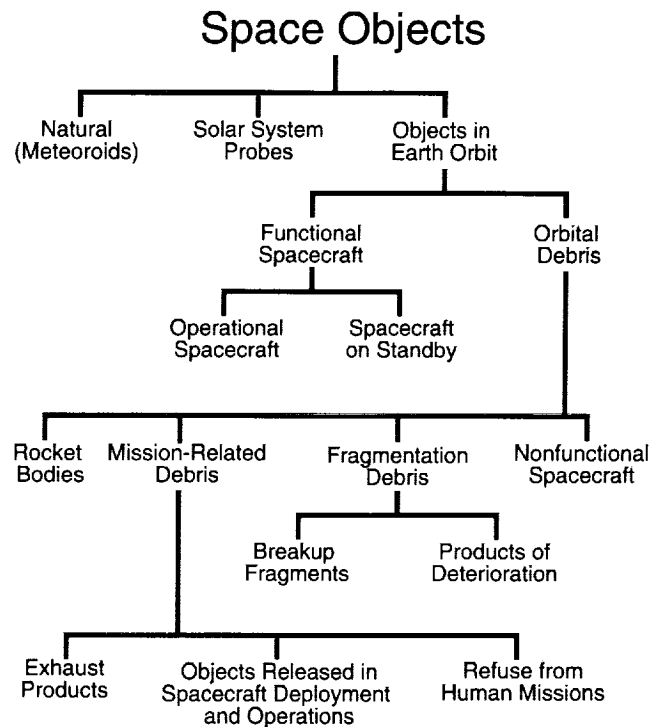 Space Objects
Natural
(Meteoroids)
Solar System
Probes
Objects in
Earth Orbit
Functional
Spacecraft
Orbital
Debris
Operational
Spacecraft
Spacecraft
on Standby
Rocket
Bodies
Mission-Related
Debris
Fragmentation
Debris
Nonfunctional
Spacecraft
Breakup
Fragments
Products of
Deterioration
Exhaust
Products
Objects Released in
Spacecraft Deployment
and Operations
Refuse from
Human Missions